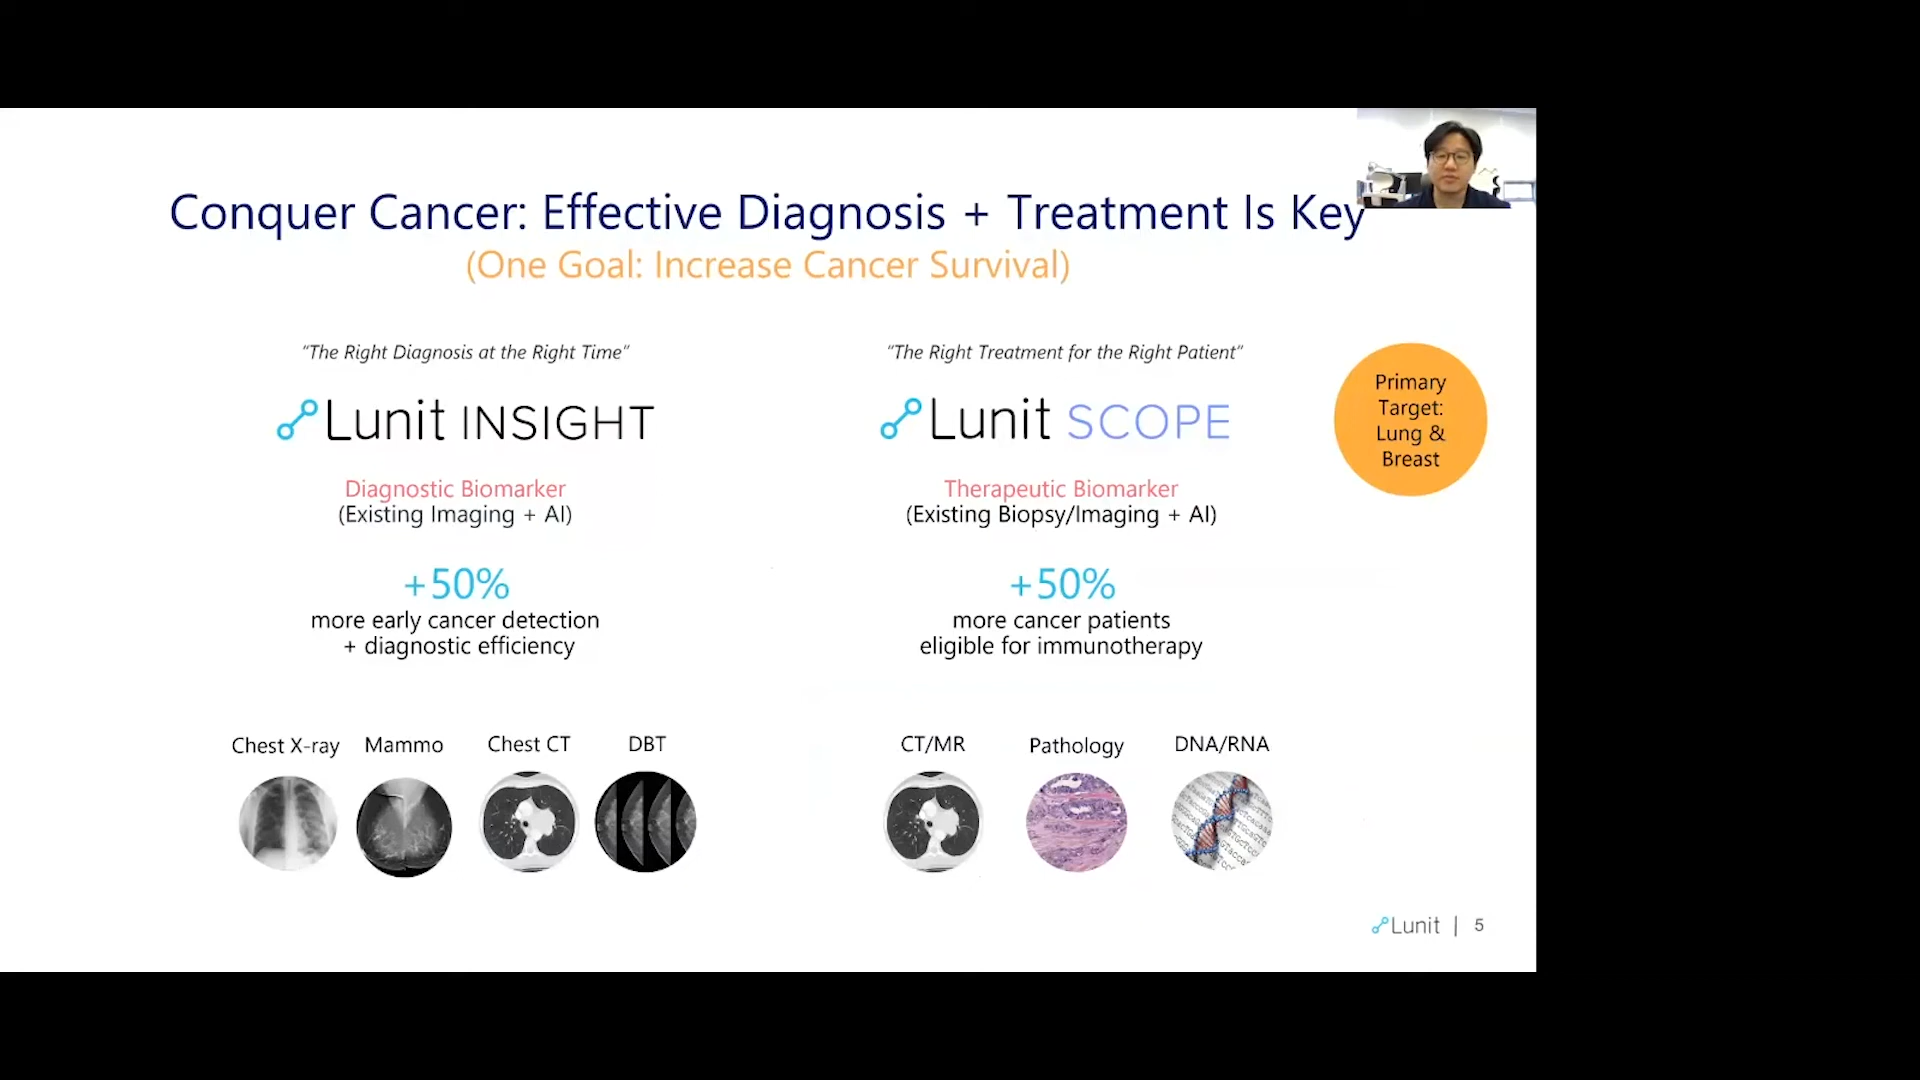 Conquer Cancer: Effective Diagnosis + Treatment Is Key
(One Goal: Increase Cancer Survival)
“The Right Diagnosis at the Right Time”
Lunit INSIGHT
Diagnostic Biomarker
(Existing Imaging + AI)
+50%
more early cancer detection
+ diagnostic efficiency
Chest X-ray
Mammo
Chest CT
DBT
“The Right Treatment for the Right Patient”
Lunit SCOPE
Therapeutic Biomarker
(Existing Biopsy/Imaging + AI)
+50%
more cancer patients
eligible for immunotherapy
CT/MR
Pathology
DNA/RNA
Primary
Target:
Lung &
Breast
Lunit | 5